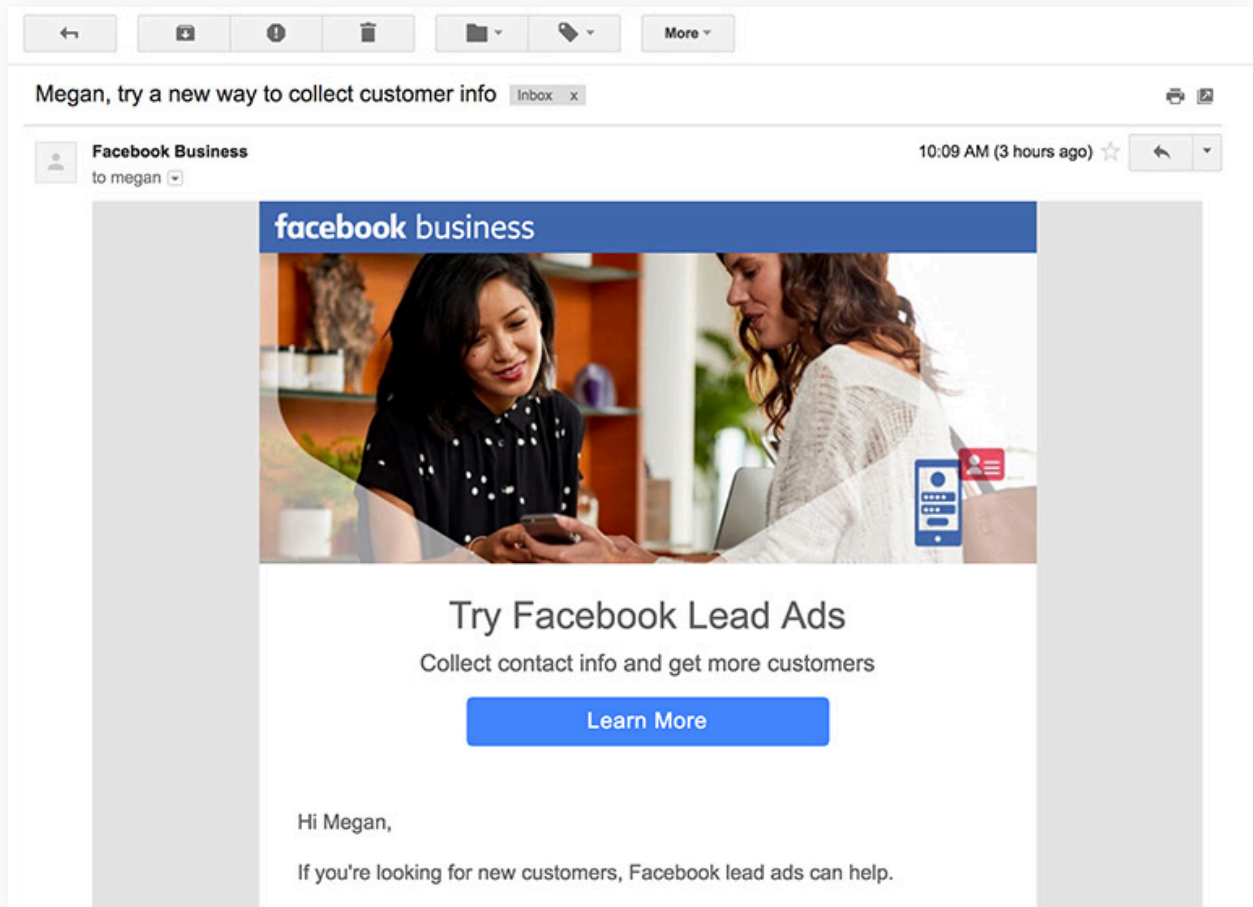 More
Megan, try a new way to collect customer info Inbox x
Facebook Business
10:09 AM (3 hours ago)
to megan
facebook business
Try Facebook Lead Ads
Collect contact info and get more customers
Learn More
Hi Megan,
If you're looking for new customers, Facebook lead ads can help.